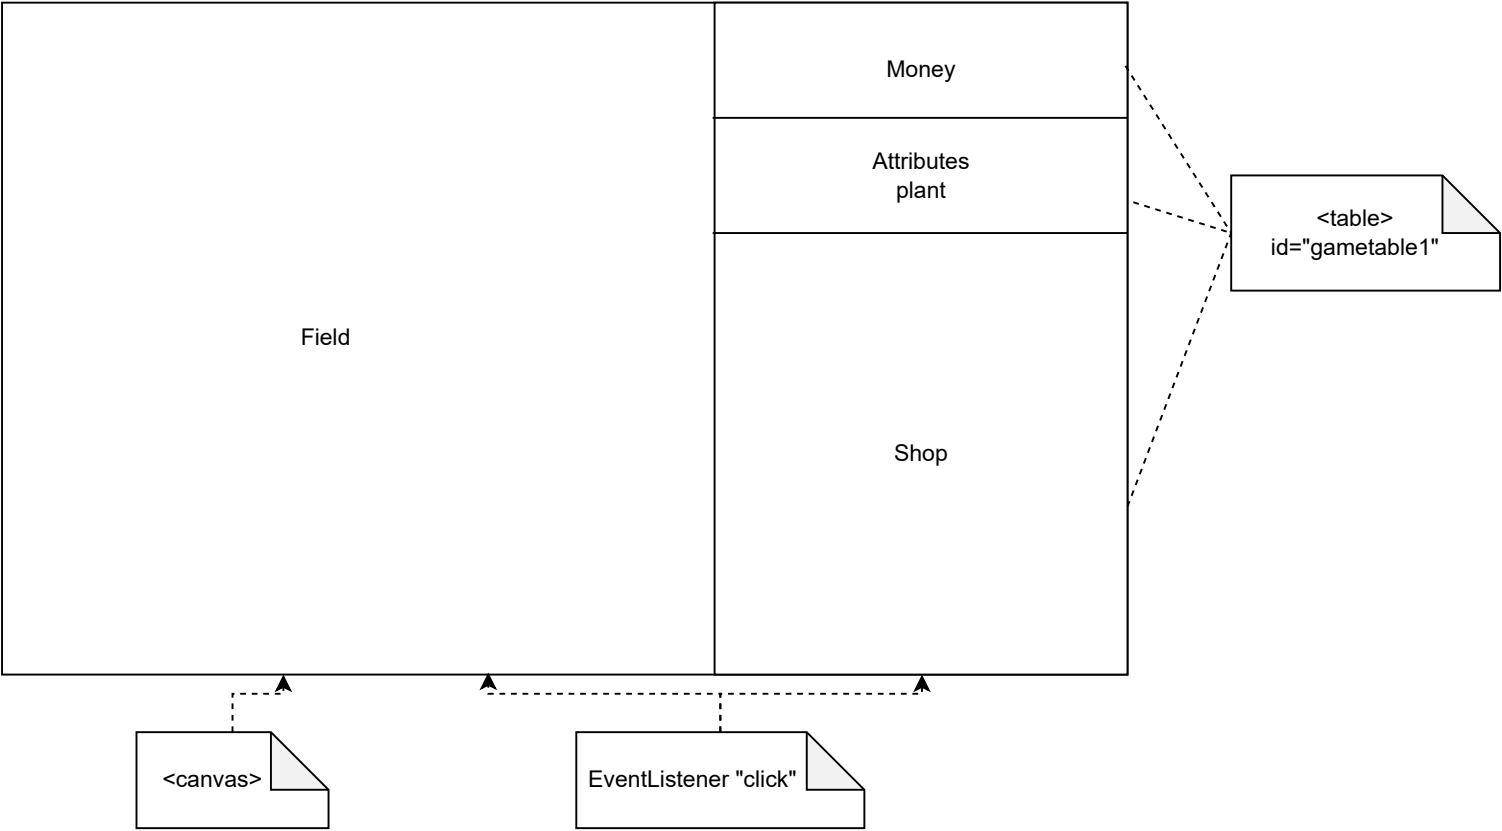 Money
Attributes
plant
<table>
id="gametable1"
Field
Shop
<canvas>
EventListener "click"